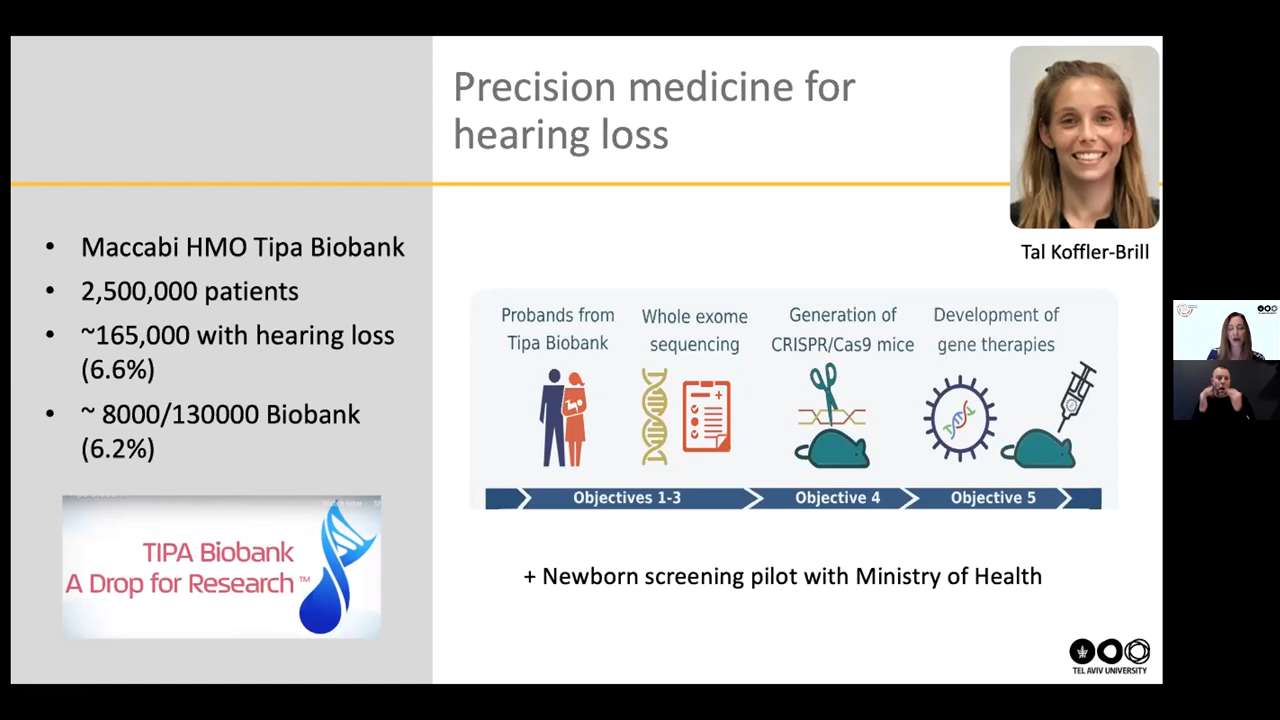 Precision medicine for
hearing loss
Tal Koffler-Brill
• Maccabi HMO Tipa Biobank
• 2,500,000 patients
• ~165,000 with hearing loss
(6.6%)
• ~ 8000/130000 Biobank
(6.2%)
TIPA Biobank
A Drop for Research™
Probands from
Tipa Biobank
Whole exome
sequencing
Generation of
CRISPR/Cas9 mice
Development of
gene therapies
Objectives 1-3
Objective 4
Objective 5
+ Newborn screening pilot with Ministry of Health
TEL AVIV UNIVERSITY